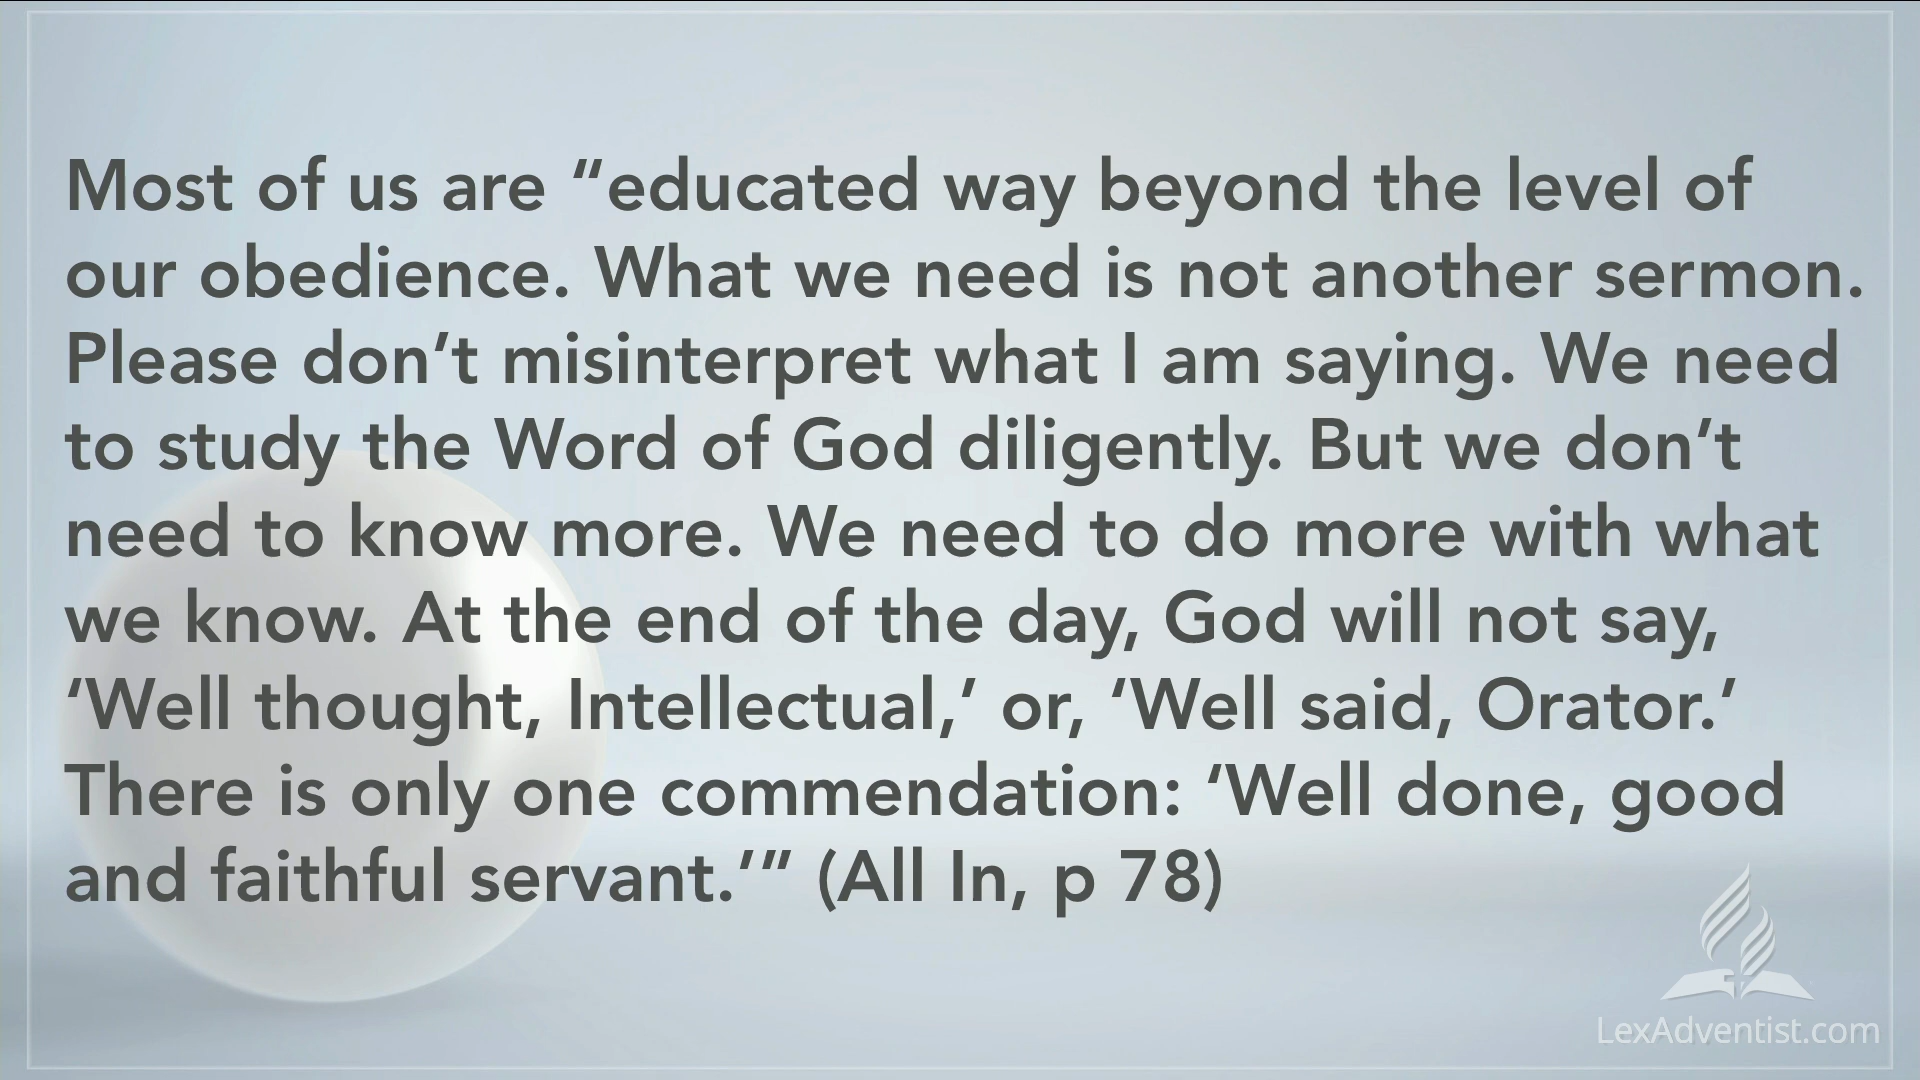 Most of us are “educated way beyond the level of
our obedience. What we need is not another sermon.
Please don’t misinterpret what I am saying. We need
to study the Word of God diligently. But we don’t
need to know more. We need to do more with what
we know. At the end of the day, God will not say,
‘Well thought, Intellectual,’ or, ‘Well said, Orator.’
There is only one commendation: ‘Well done, good
and faithful servant.’” (All In, p 78)
LexAdventist.com